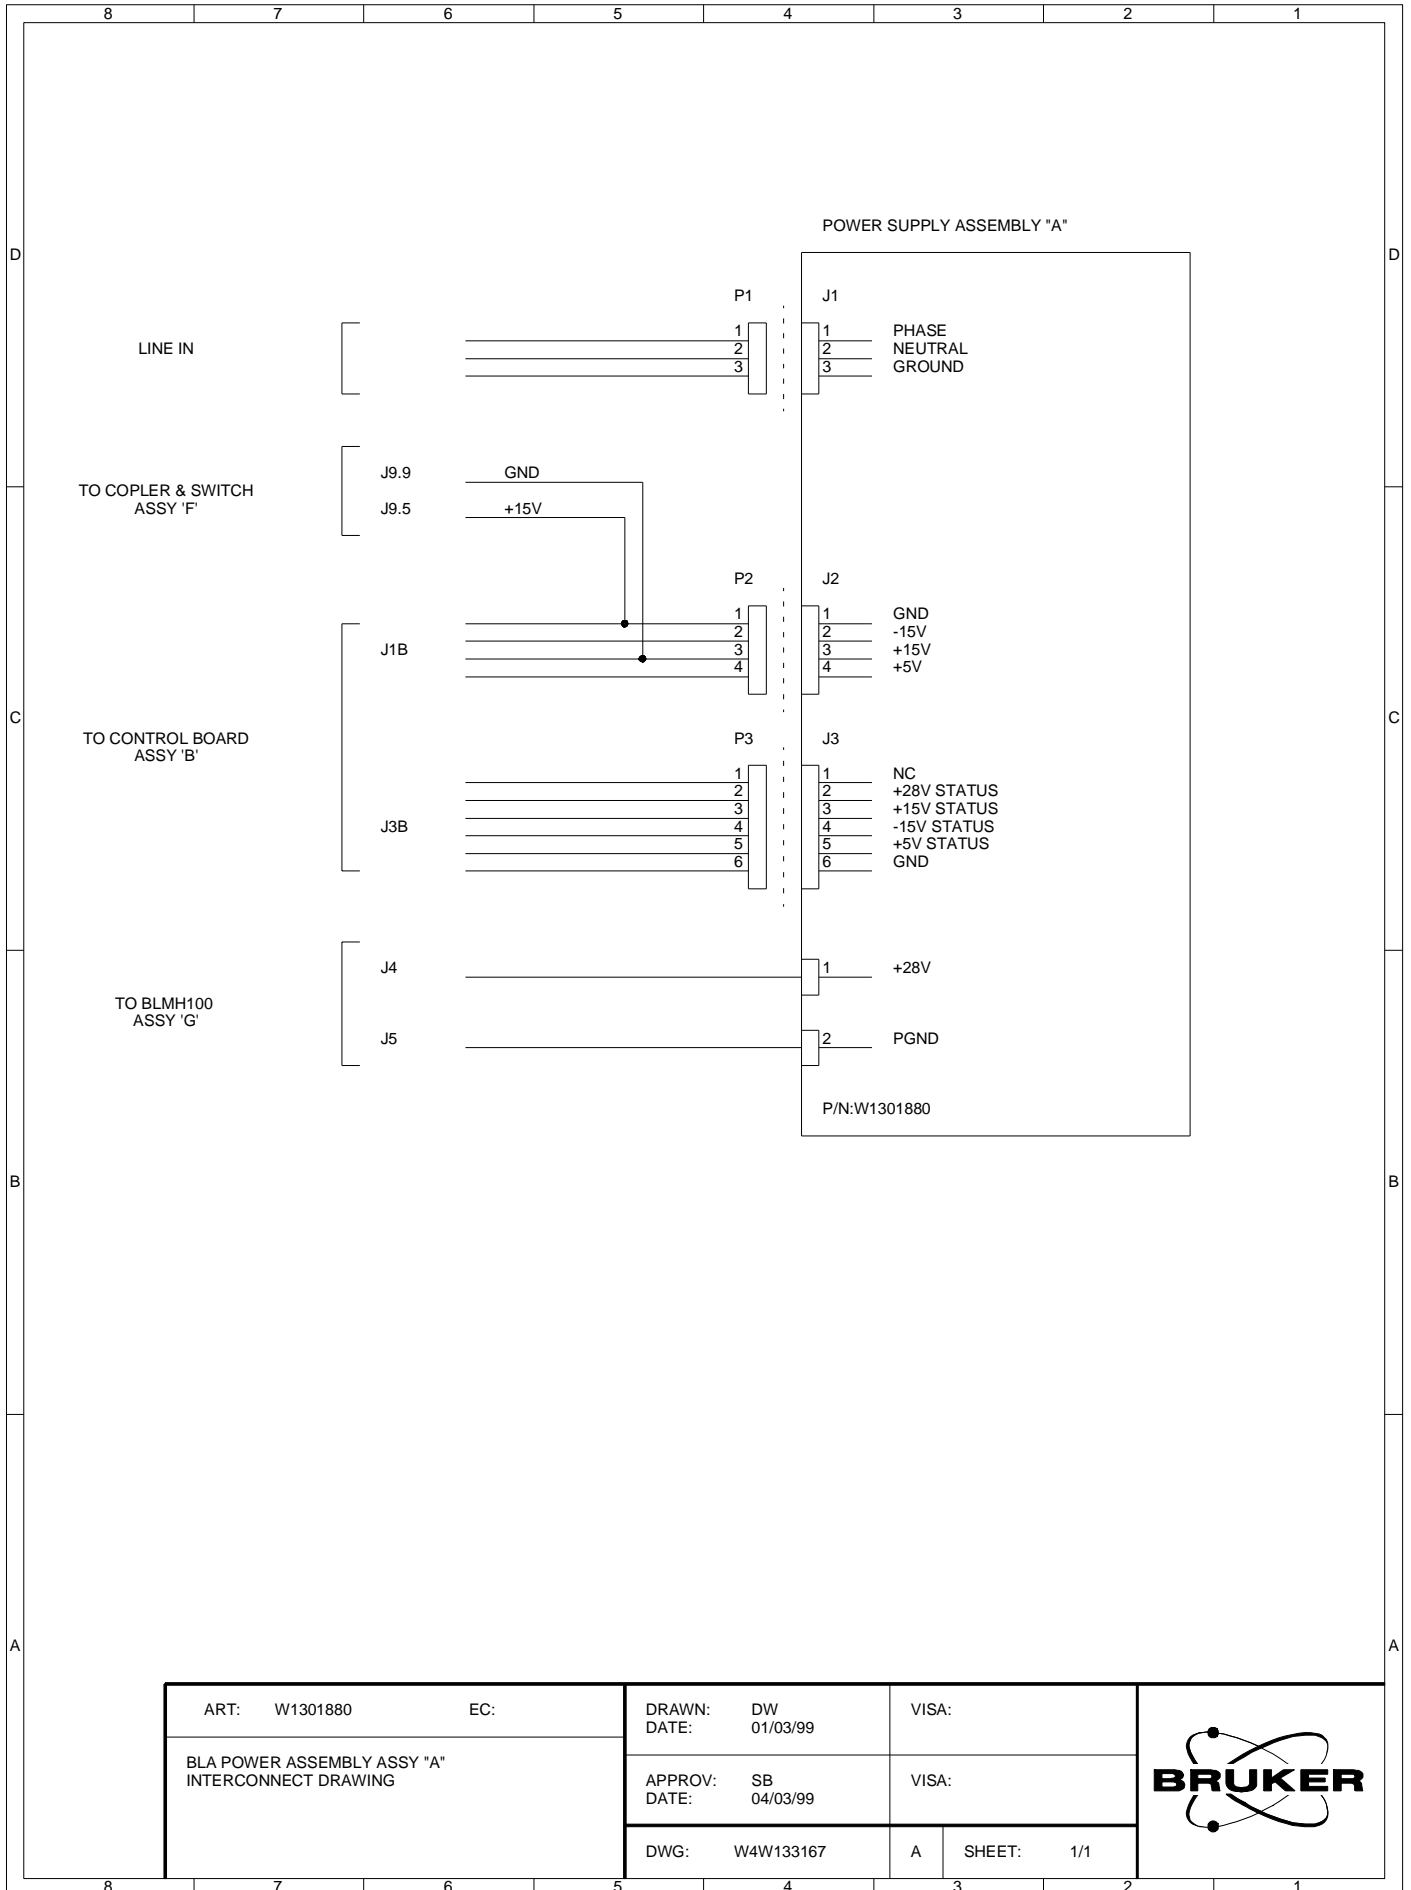 8 7 6 5 4 3 2 1
POWER SUPPLY ASSEMBLY "A"
D D
P1 J1
1 1 PHASE
LINE IN 2 2 NEUTRAL
3 3 GROUND
J9.9 GND
TO COPLER & SWITCH
ASSY 'F'
J9.5 +15V
P2 J2
1 1 GND
2 2 -15V
J1B 3 3 +15V
4 4 +5V
C C
TO CONTROL BOARD
ASSY 'B'
P3 J3
1 1 NC
2 2 +28V STATUS
3 3 +15V STATUS
J3B 4 4 -15V STATUS
5 5 +5V STATUS
6 6 GND
J4 1 +28V
TO BLMH100
ASSY 'G'
J5 2 PGND
P/N:W1301880
B B
A A
ART: W1301880 EC:
BLA POWER ASSEMBLY ASSY "A"
INTERCONNECT DRAWING
DRAWN: DW
DATE: 01/03/99
VISA:
APPROV: SB
DATE: 04/03/99
VISA:
DWG: W4W133167 A SHEET: 1/1
BRUKER
8 7 6 5 4 3 2 1